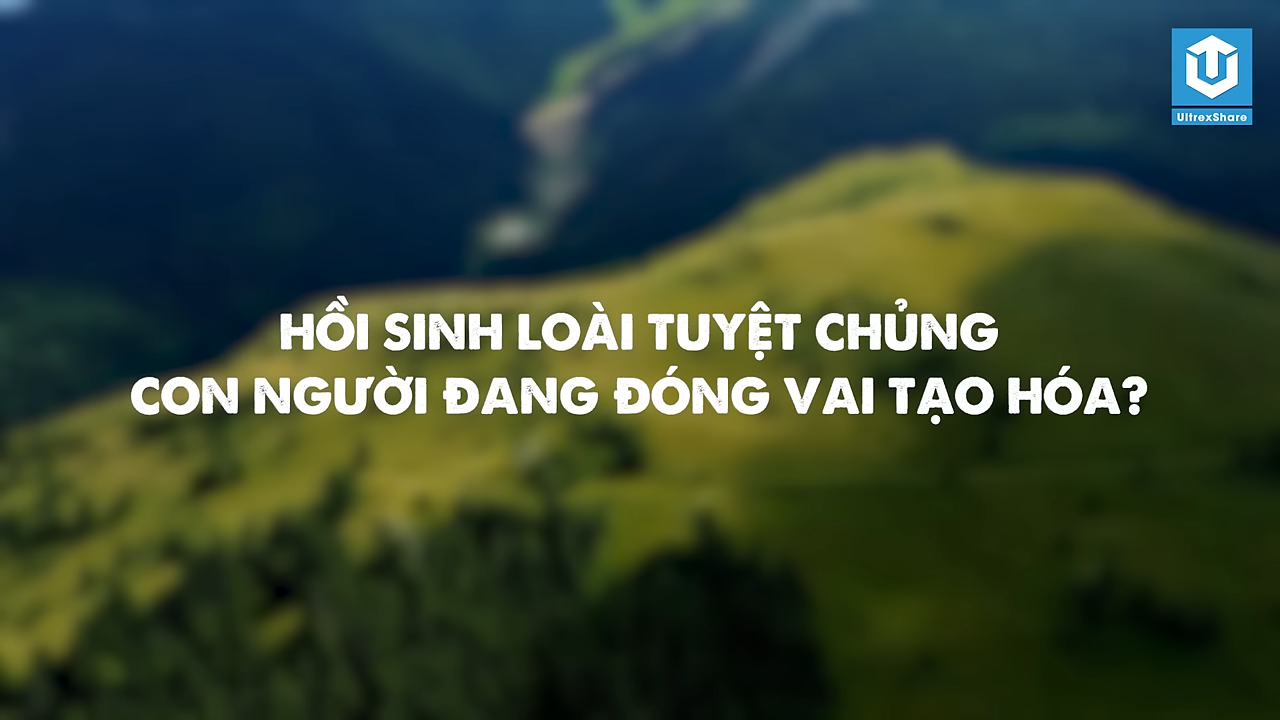 UltrexShare
HỒI SINH LOÀI TUYỆT CHỦNG
CON NGƯỜI ĐANG ĐÓNG VAI TẠO HÓA?